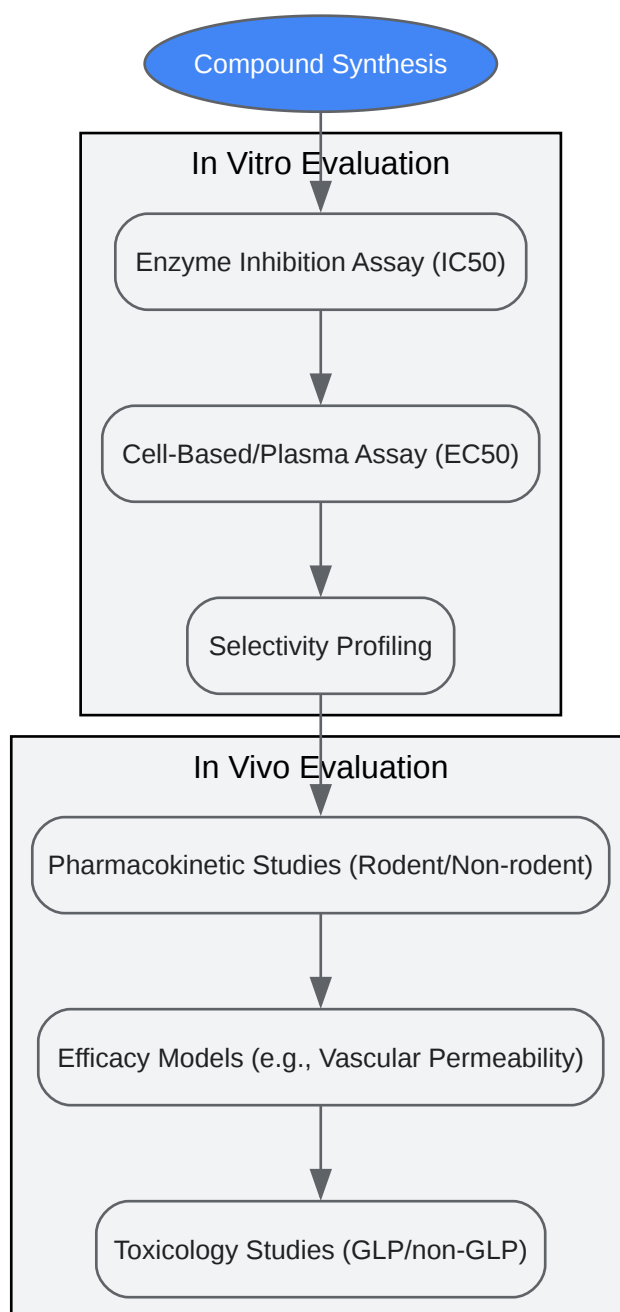 Compound Synthesis
In Vitro Evaluation
Enzyme Inhibition Assay (IC50)
Cell-Based/Plasma Assay (EC50)
Selectivity Profiling
In Vivo Evaluation
Pharmacokinetic Studies (Rodent/Non-rodent)
Efficacy Models (e.g., Vascular Permeability)
Toxicology Studies (GLP/non-GLP)